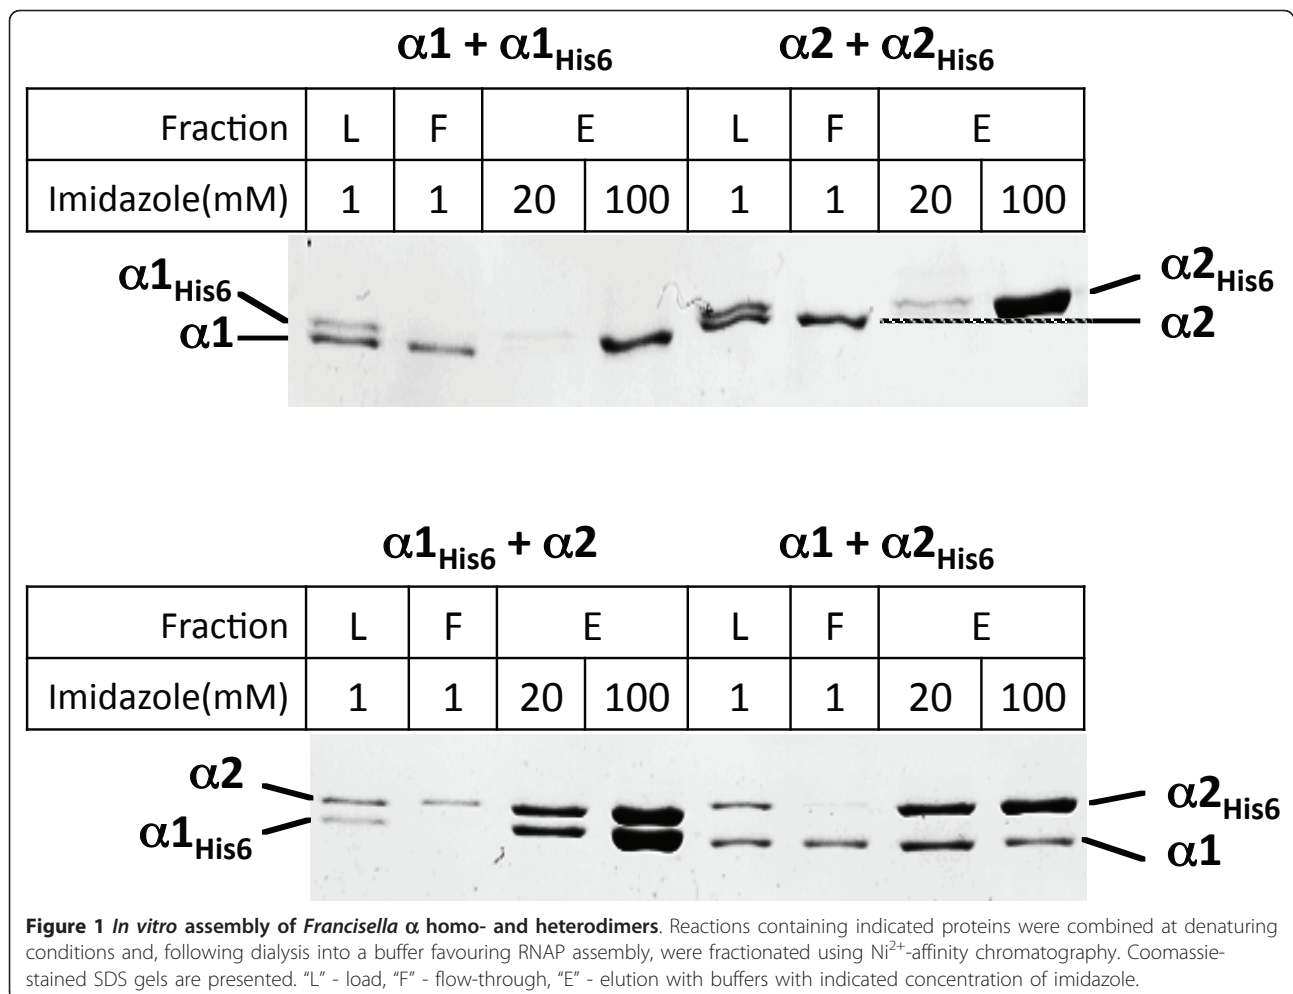 α1 + α1His6 α2 + α2His6
Fraction L F E L F E
Imidazole(mM) 1 1 20 100 1 1 20 100
α1His6 α2His6
α1 α2
α1His6 + α2 α1 + α2His6
Fraction L F E L F E
Imidazole(mM) 1 1 20 100 1 1 20 100
α2 α2His6
α1His6 α1
Figure 1 In vitro assembly of Francisella α homo- and heterodimers. Reactions containing indicated proteins were combined at denaturing
conditions and, following dialysis into a buffer favouring RNAP assembly, were fractionated using Ni2+-affinity chromatography. Coomassie-
stained SDS gels are presented. “L” - load, “F” - flow-through, “E” - elution with buffers with indicated concentration of imidazole.